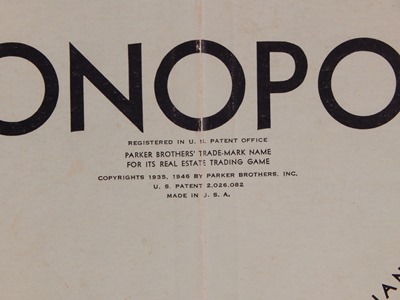 ONOPO
REGISTERED IN U. S. PATENT OFFICE
PARKER BROTHERS' TRADE-MARK NAME
FOR ITS REAL ESTATE TRADING GAME
COPYRIGHTS 1935, 1946 BY PARKER BROTHERS, INC.
U. S. PATENT 2,026,082
MADE IN U. S. A.
IAN